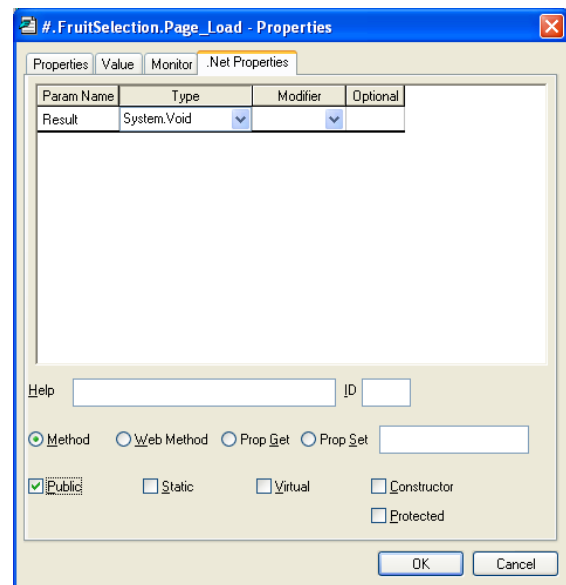 #.FruitSelection.Page_Load - Properties
Properties Value Monitor .Net Properties
Param Name Type Modifier Optional
Result System.Void
Help ID
Method Web Method Prop Get Prop Set
Public Static Virtual Constructor
Protected
OK Cancel